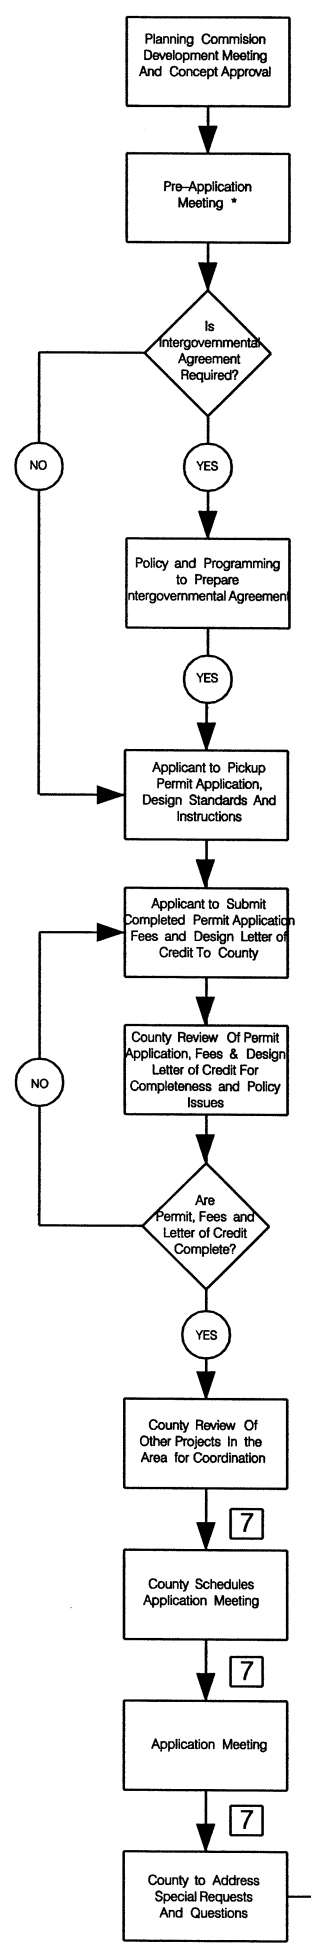 Planning Commision
Development Meeting
And Concept Approval
Pre-Application
Meeting *
Is
Intergovernmental
Agreement
Required?
NO
YES
Policy and Programming
to Prepare
Intergovernmental Agreement
YES
Applicant to Pickup
Permit Application,
Design Standards And
Instructions
Applicant to Submit
Completed Permit Application
Fees and Design Letter of
Credit To County
County Review Of Permit
Application, Fees & Design
Letter of Credit For
Completeness and Policy
Issues
NO
Are
Permit, Fees and
Letter of Credit
Complete?
YES
County Review Of
Other Projects In the
Area for Coordination
7
County Schedules
Application Meeting
7
Application Meeting
7
County to Address
Special Requests
And Questions